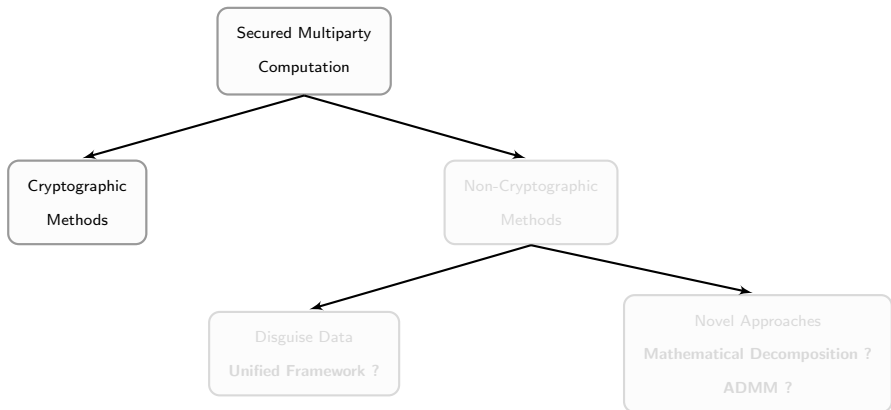 Secured Multiparty
Computation
Cryptographic
Methods
Non-Cryptographic
Methods
Disguise Data
Unified Framework ?
Novel Approaches
Mathematical Decomposition ?
ADMM ?